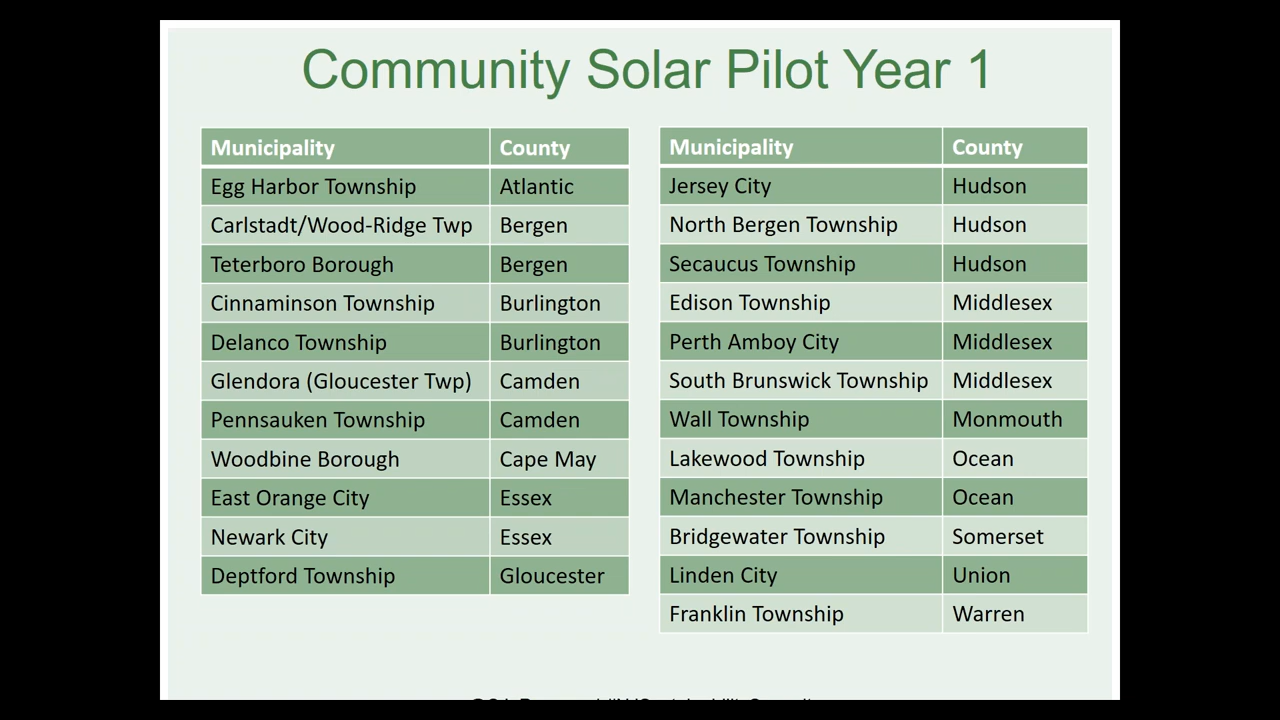 Community Solar Pilot Year 1
Municipality County
Egg Harbor Township Atlantic
Carlstadt/Wood-Ridge Twp Bergen
Teterboro Borough Bergen
Cinnaminson Township Burlington
Delanco Township Burlington
Glendora (Gloucester Twp) Camden
Pennsauken Township Camden
Woodbine Borough Cape May
East Orange City Essex
Newark City Essex
Deptford Township Gloucester
Municipality County
Jersey City Hudson
North Bergen Township Hudson
Secaucus Township Hudson
Edison Township Middlesex
Perth Amboy City Middlesex
South Brunswick Township Middlesex
Wall Township Monmouth
Lakewood Township Ocean
Manchester Township Ocean
Bridgewater Township Somerset
Linden City Union
Franklin Township Warren